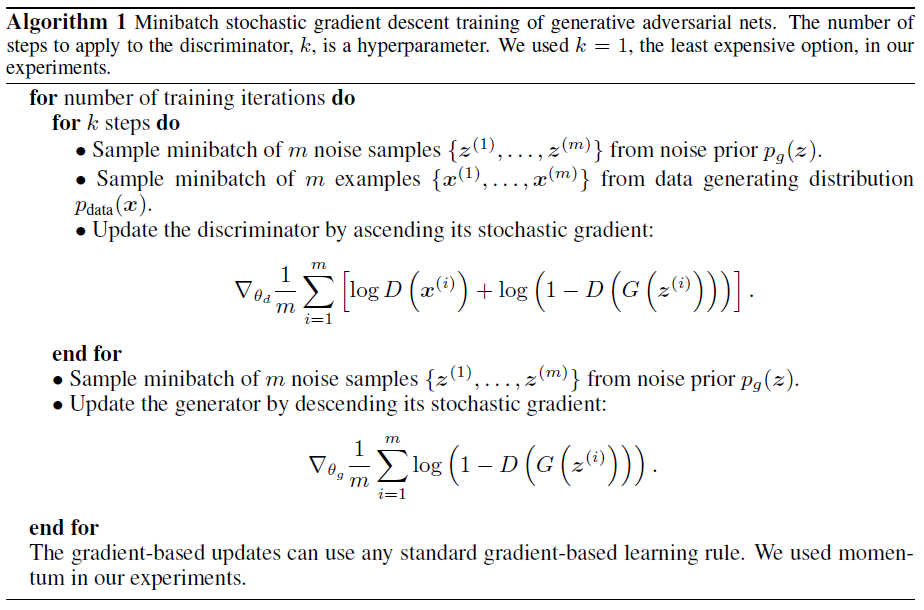 Algorithm 1 Minibatch stochastic gradient descent training of generative adversarial nets. The number of
steps to apply to the discriminator, k, is a hyperparameter. We used k = 1, the least expensive option, in our
experiments.
for number of training iterations do
for k steps do
• Sample minibatch of m noise samples {z^(1), . . . , z^(m)} from noise prior p_g(z).
• Sample minibatch of m examples {x^(1), . . . , x^(m)} from data generating distribution
p_data(x).
• Update the discriminator by ascending its stochastic gradient:
∇_θ_d 1/m ∑_{i=1}^{m} [log D (x^(i)) + log (1 − D (G (z^(i))))] .
end for
• Sample minibatch of m noise samples {z^(1), . . . , z^(m)} from noise prior p_g(z).
• Update the generator by descending its stochastic gradient:
∇_θ_g 1/m ∑_{i=1}^{m} log (1 − D (G (z^(i)))) .
end for
The gradient-based updates can use any standard gradient-based learning rule. We used momen-
tum in our experiments.